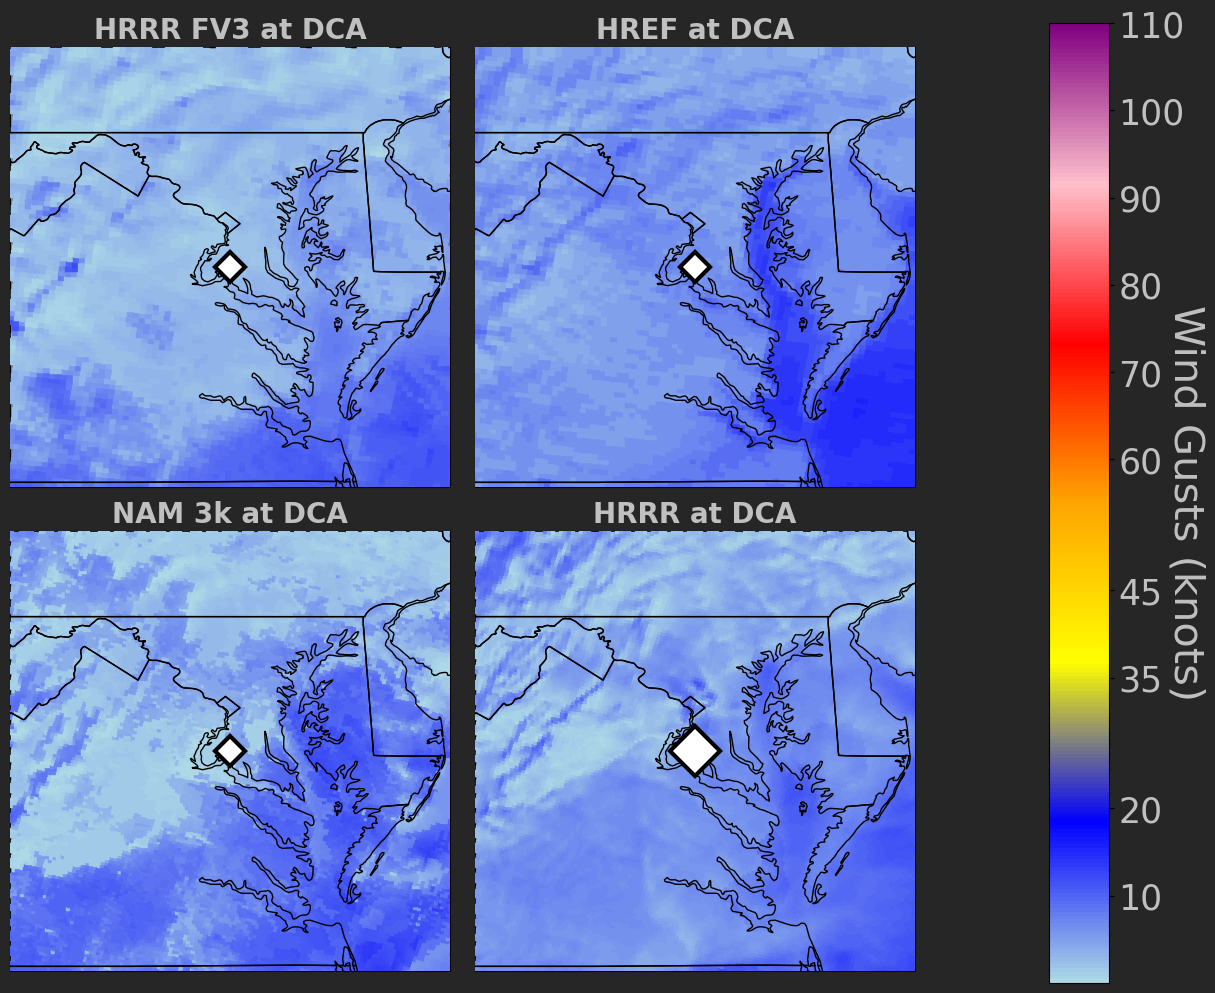 HRRR FV3 at DCA
HREF at DCA
NAM 3k at DCA
HRRR at DCA
110
100
90
80
70
60
45
35
20
10
Wind Gusts (knots)